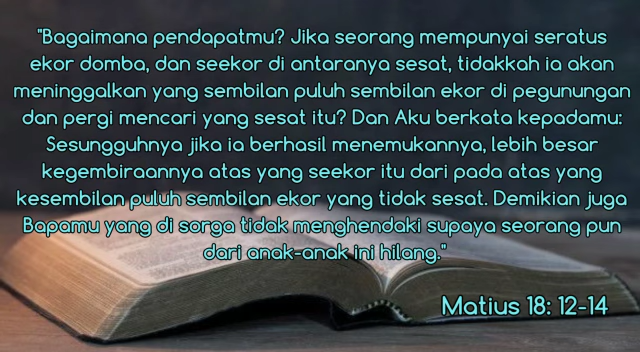 "Bagaimana pendapatmu? Jika seorang mempunyai seratus
ekor domba, dan seekor di antaranya sesat, tidakkah ia akan
meninggalkan yang sembilan puluh sembilan ekor di pegunungan
dan pergi mencari yang sesat itu? Dan Aku berkata kepadamu:
Sesungguhnya jika ia berhasil menemukannya, lebih besar
kegembiraannya atas yang seekor itu dari pada atas yang
kesembilan puluh sembilan ekor yang tidak sesat. Demikian juga
Bapamu yang di sorga tidak menghendaki supaya seorang pun
dari anak-anak ini hilang."
Matius 18: 12-14